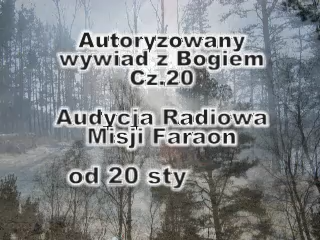 Autoryzowany
wywiad z Bogiem
Cz.20
Audycja Radiowa
Misji Faraon
od 20 sty